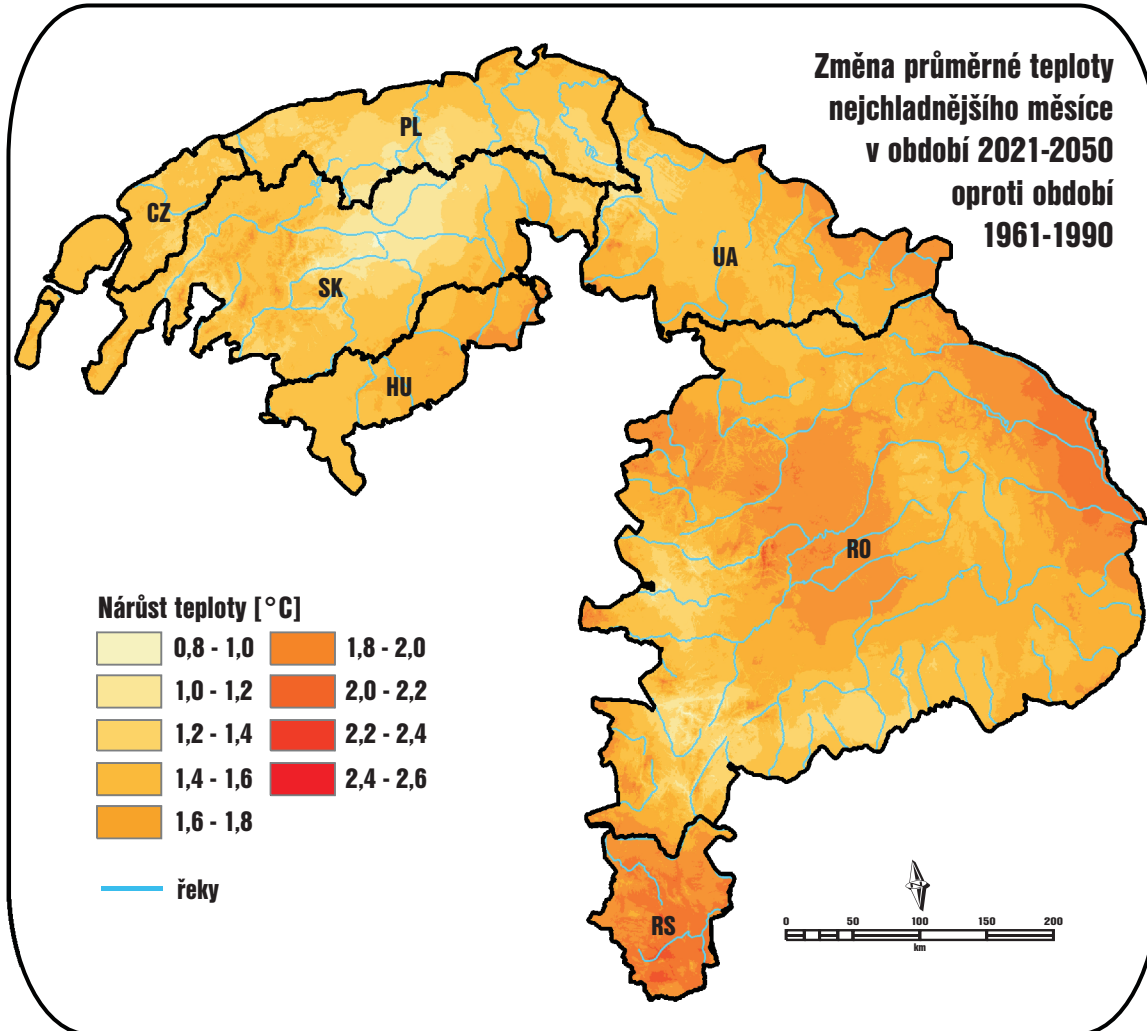 Změna průměrné teploty
nejchladnějšího měsíce
v období 2021-2050
oproti období
1961-1990
PL
CZ
UA
SK
HU
RO
RS
Nárůst teploty [°C]
0,8 - 1,0
1,0 - 1,2
1,2 - 1,4
1,4 - 1,6
1,6 - 1,8
1,8 - 2,0
2,0 - 2,2
2,2 - 2,4
2,4 - 2,6
řeky
0 50 100 150 200
km